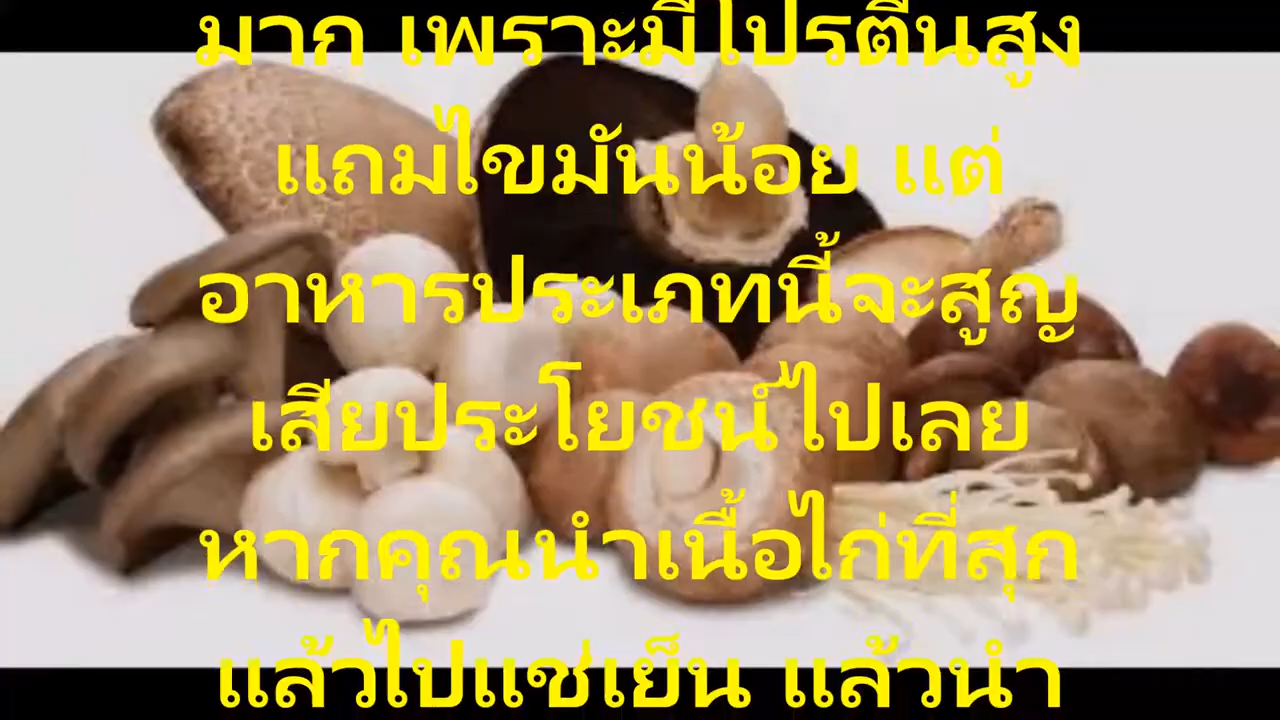 มาก เพราะมีโปรตีนสูง
แถมไขมันน้อย แต่
อาหารประเภทนี้จะสูญ
เสียประโยชน์ไปเลย
หากคุณนำเนื้อไก่ที่สุก
แล้วไปแช่เย็น แล้วนำ